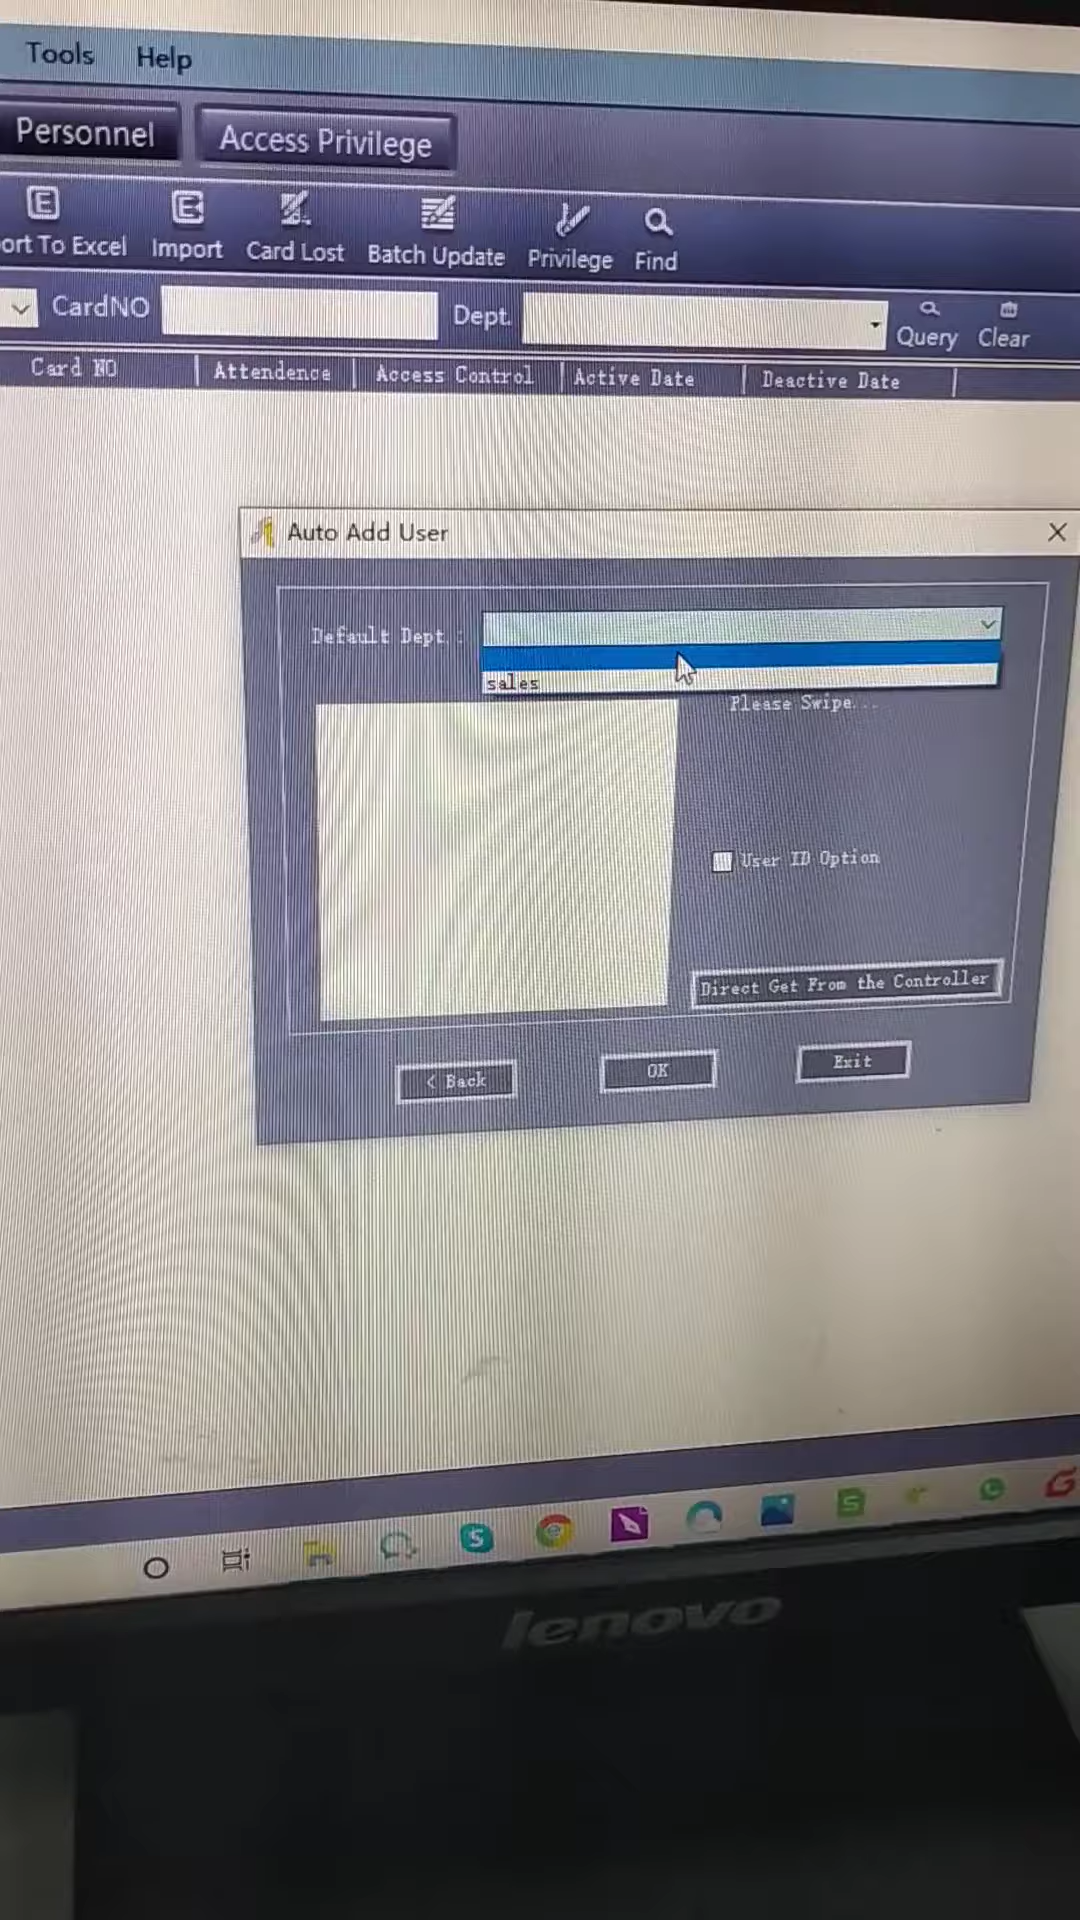 Tools Help
Personnel Access Privilege
ort To Excel Import Card Lost Batch Update Privilege Find
CardNO Dept. Query Clear
Card NO Attendence Access Control Active Date Deactive Date
Auto Add User
Default Dept.:
sales
Please Swipe...
User ID Option
Direct Get From the Controller
< Back OK Exit
lenovo